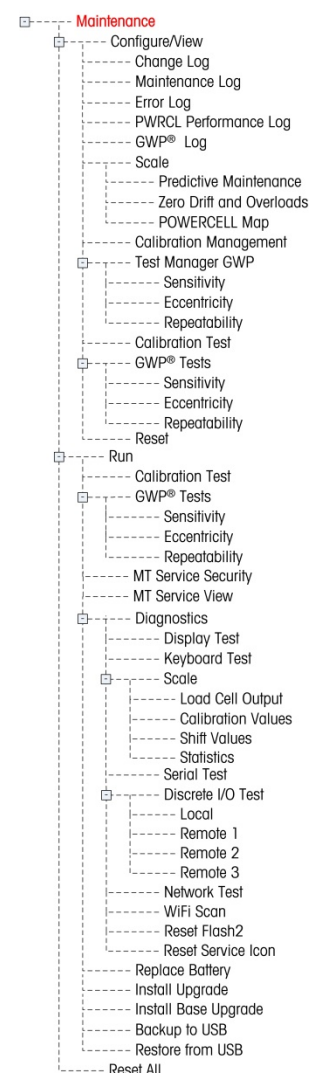 Maintenance
Configure/View
Change Log
Maintenance Log
Error Log
PWRCL Performance Log
GWP® Log
Scale
Predictive Maintenance
Zero Drift and Overloads
POWERCELL Map
Calibration Management
Test Manager GWP
Sensitivity
Eccentricity
Repeatability
Calibration Test
GWP® Tests
Sensitivity
Eccentricity
Repeatability
Reset
Run
Calibration Test
GWP® Tests
Sensitivity
Eccentricity
Repeatability
MT Service Security
MT Service View
Diagnostics
Display Test
Keyboard Test
Scale
Load Cell Output
Calibration Values
Shift Values
Statistics
Serial Test
Discrete I/O Test
Local
Remote 1
Remote 2
Remote 3
Network Test
WiFi Scan
Reset Flash2
Reset Service Icon
Replace Battery
Install Upgrade
Install Base Upgrade
Backup to USB
Restore from USB
Reset All